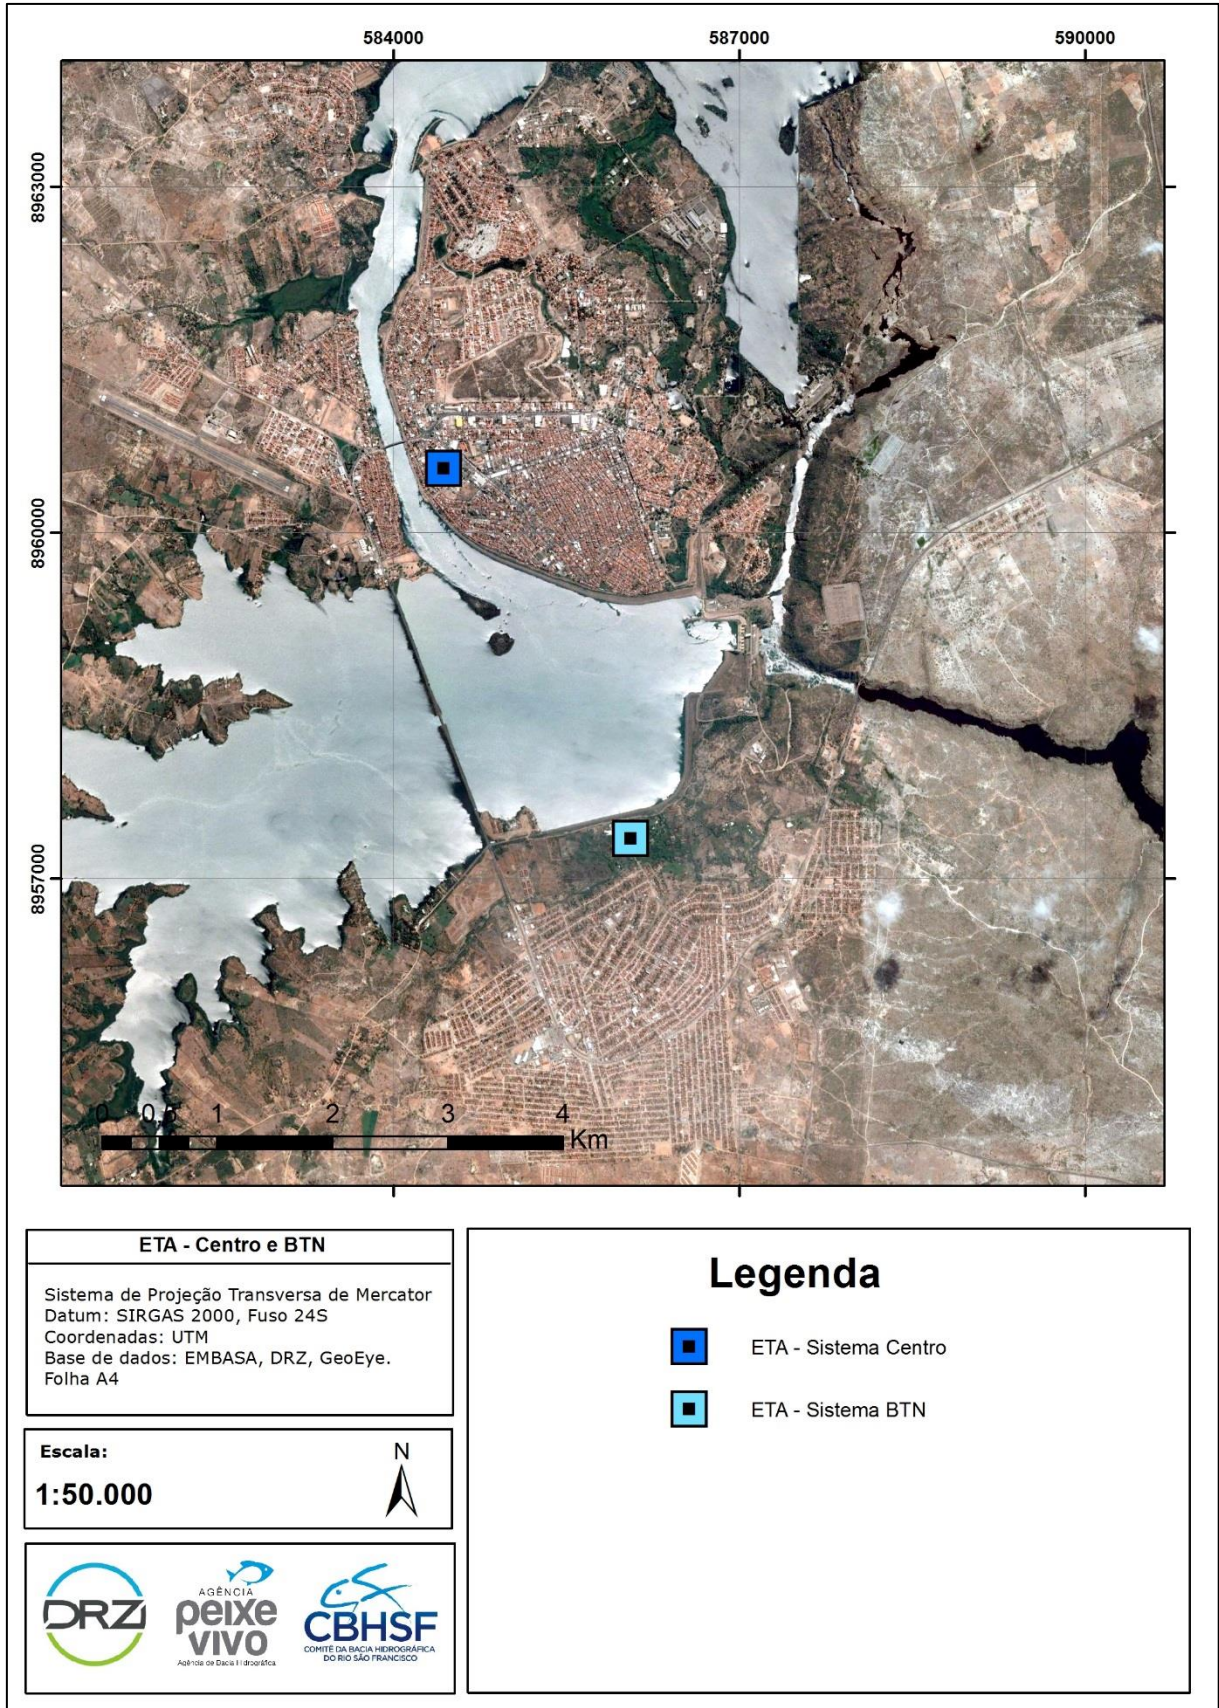 584000
587000
590000
8963000
8960000
8957000
0 0,5 1 2 3 4
Km
ETA - Centro e BTN
Sistema de Projeção Transversa de Mercator
Datum: SIRGAS 2000, Fuso 24S
Coordenadas: UTM
Base de dados: EMBASA, DRZ, GeoEye.
Folha A4
Escala:
1:50.000
N
DRZ
AGÊNCIA
peixe
vivo
Agência de Bacia Hidrográfica
CBHSF
COMITÊ DA BACIA HIDROGRÁFICA
DO RIO SÃO FRANCISCO
Legenda
ETA - Sistema Centro
ETA - Sistema BTN